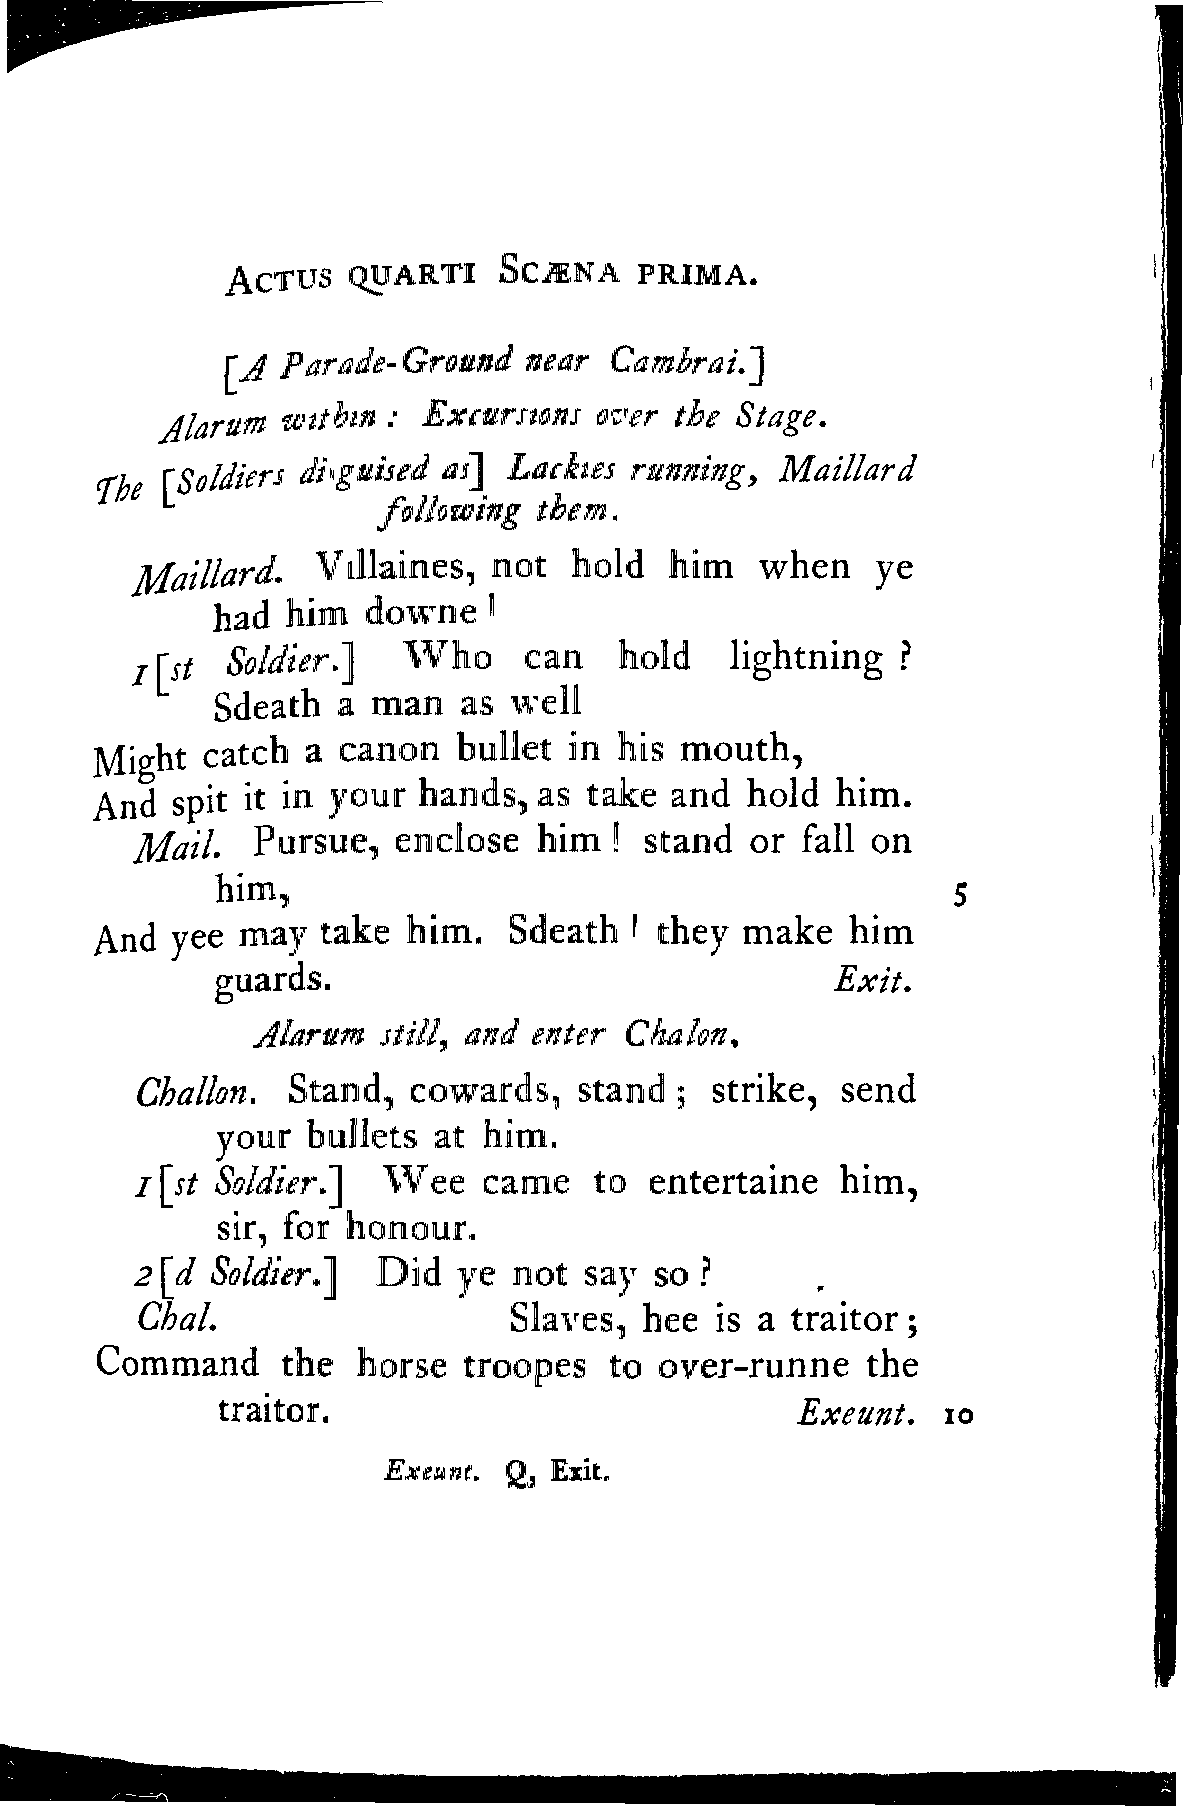 ACTUS QUARTI SCÆNA PRIMA.
[A Parade-Ground near Cambrai.]
Alarum within : Excursions over the Stage.
The [Soldiers disguised as] Lackies running, Maillard
following them.
Maillard. Villaines, not hold him when ye
had him downe !
1[st Soldier.] Who can hold lightning ?
Sdeath a man as well
Might catch a canon bullet in his mouth,
And spit it in your hands, as take and hold him.
Mail. Pursue, enclose him ! stand or fall on
him, 5
And yee may take him. Sdeath ! they make him
guards. Exit.
Alarum still, and enter Chalon.
Challon. Stand, cowards, stand ; strike, send
your bullets at him.
1[st Soldier.] Wee came to entertaine him,
sir, for honour.
2[d Soldier.] Did ye not say so ?
Chal. Slaves, hee is a traitor ;
Command the horse troopes to over-runne the
traitor. Exeunt. 10
Exeunt. Q, Exit.